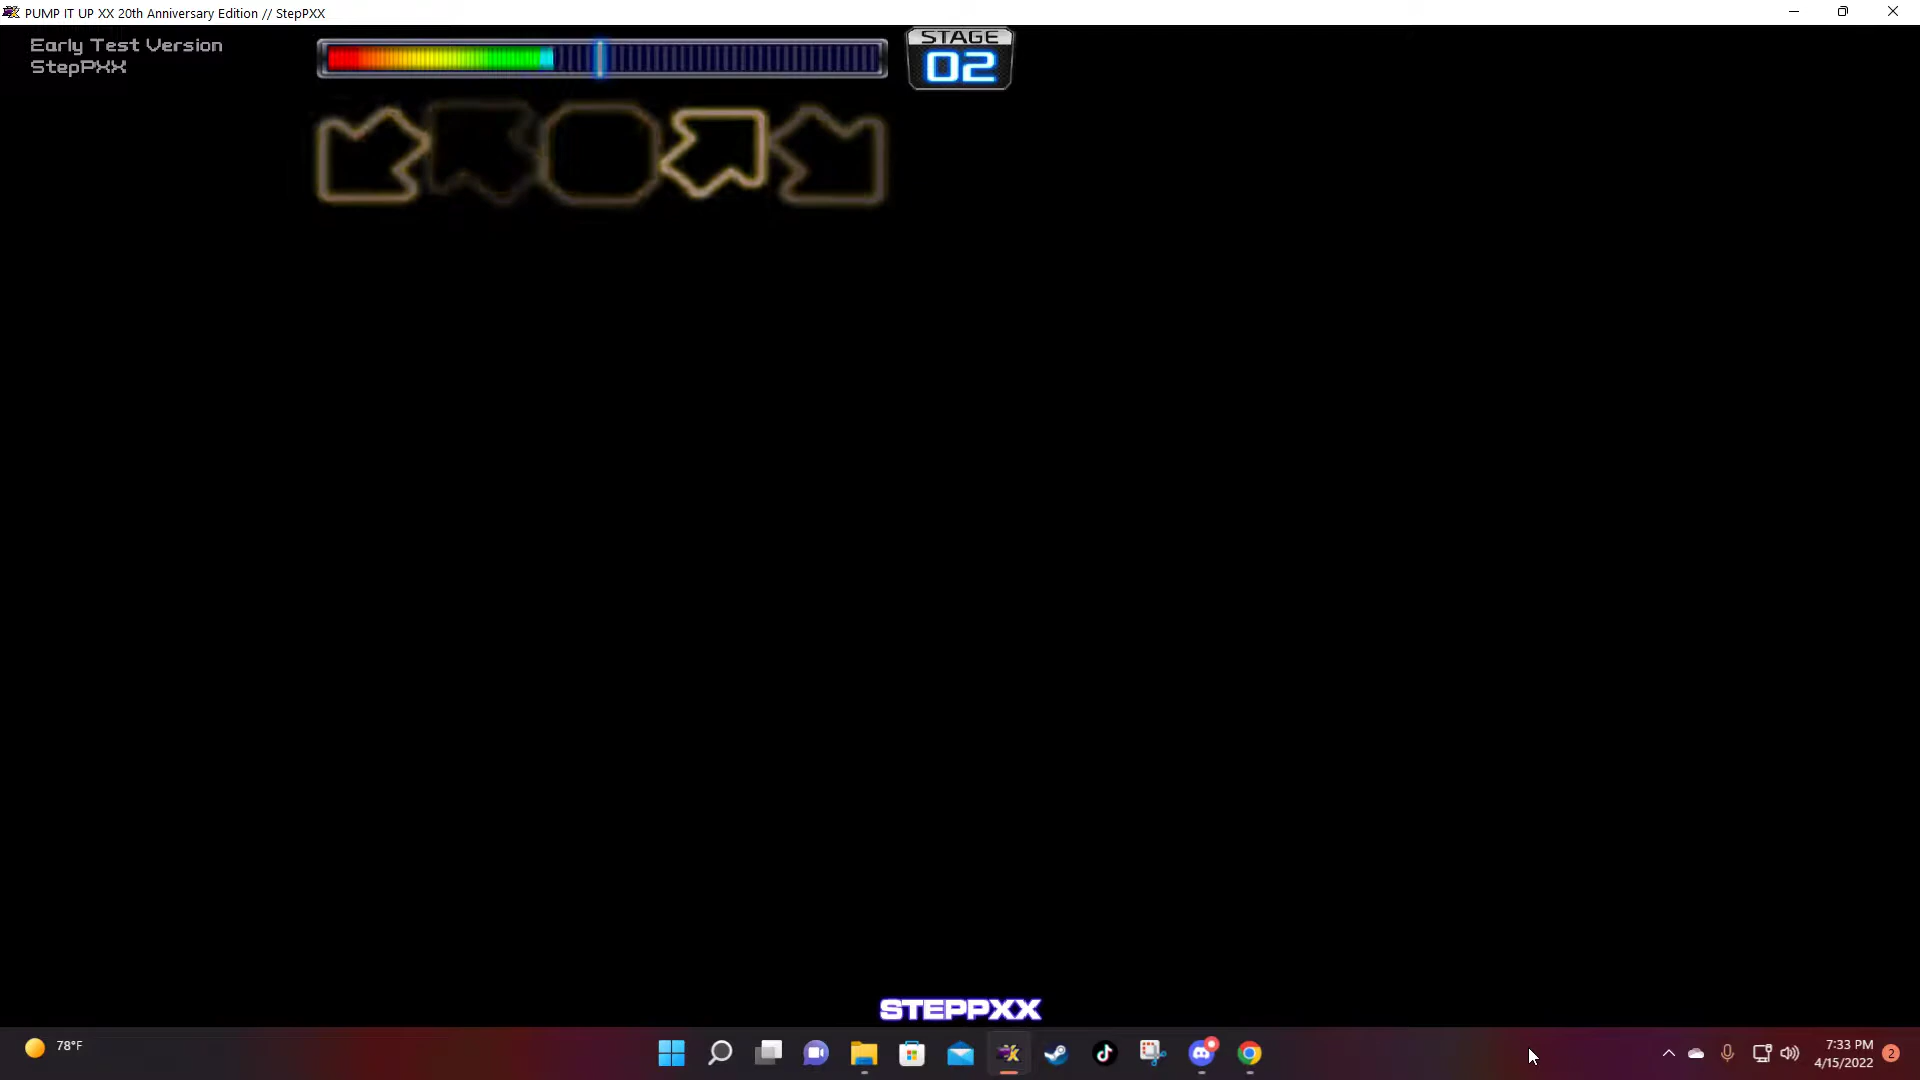 PUMP IT UP XX 20th Anniversary Edition // StepPXX
Early Test Version
StepPXX
STAGE
02
STEPPXX
78°F
7:33 PM
4/15/2022
2